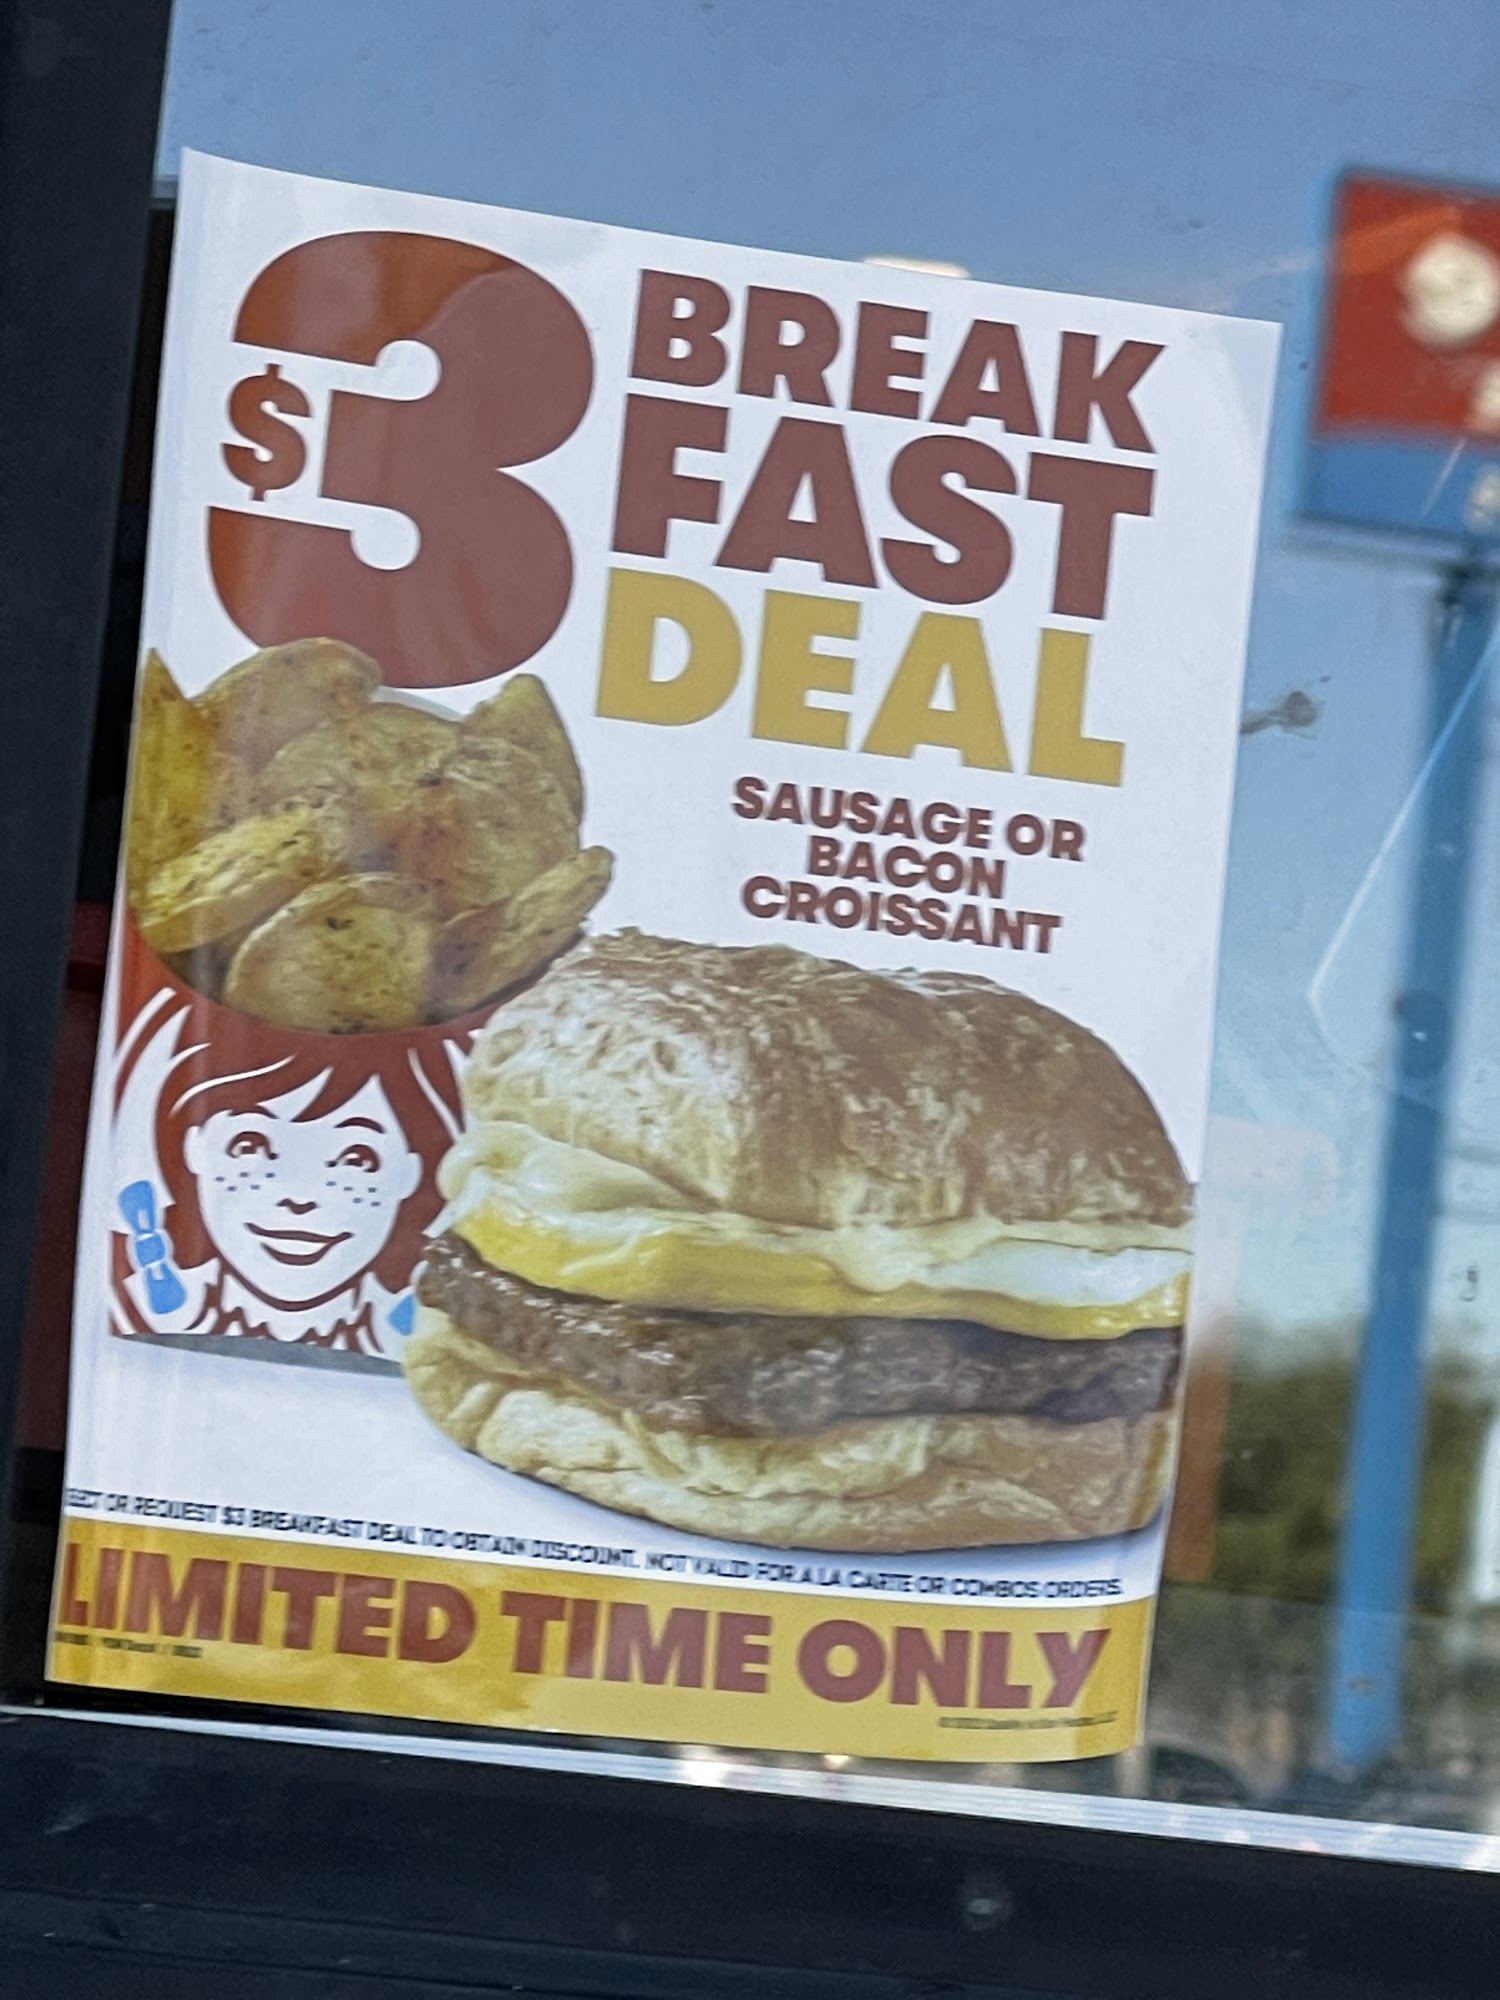 $3
BREAK
FAST
DEAL
SAUSAGE OR
BACON
CROISSANT
OR REQUEST $3 BREAKFAST DEAL TO OBTAIN DISCOUNT. NOT VALID FOR A LA CARTE OR COMBOS ORDERS.
LIMITED TIME ONLY